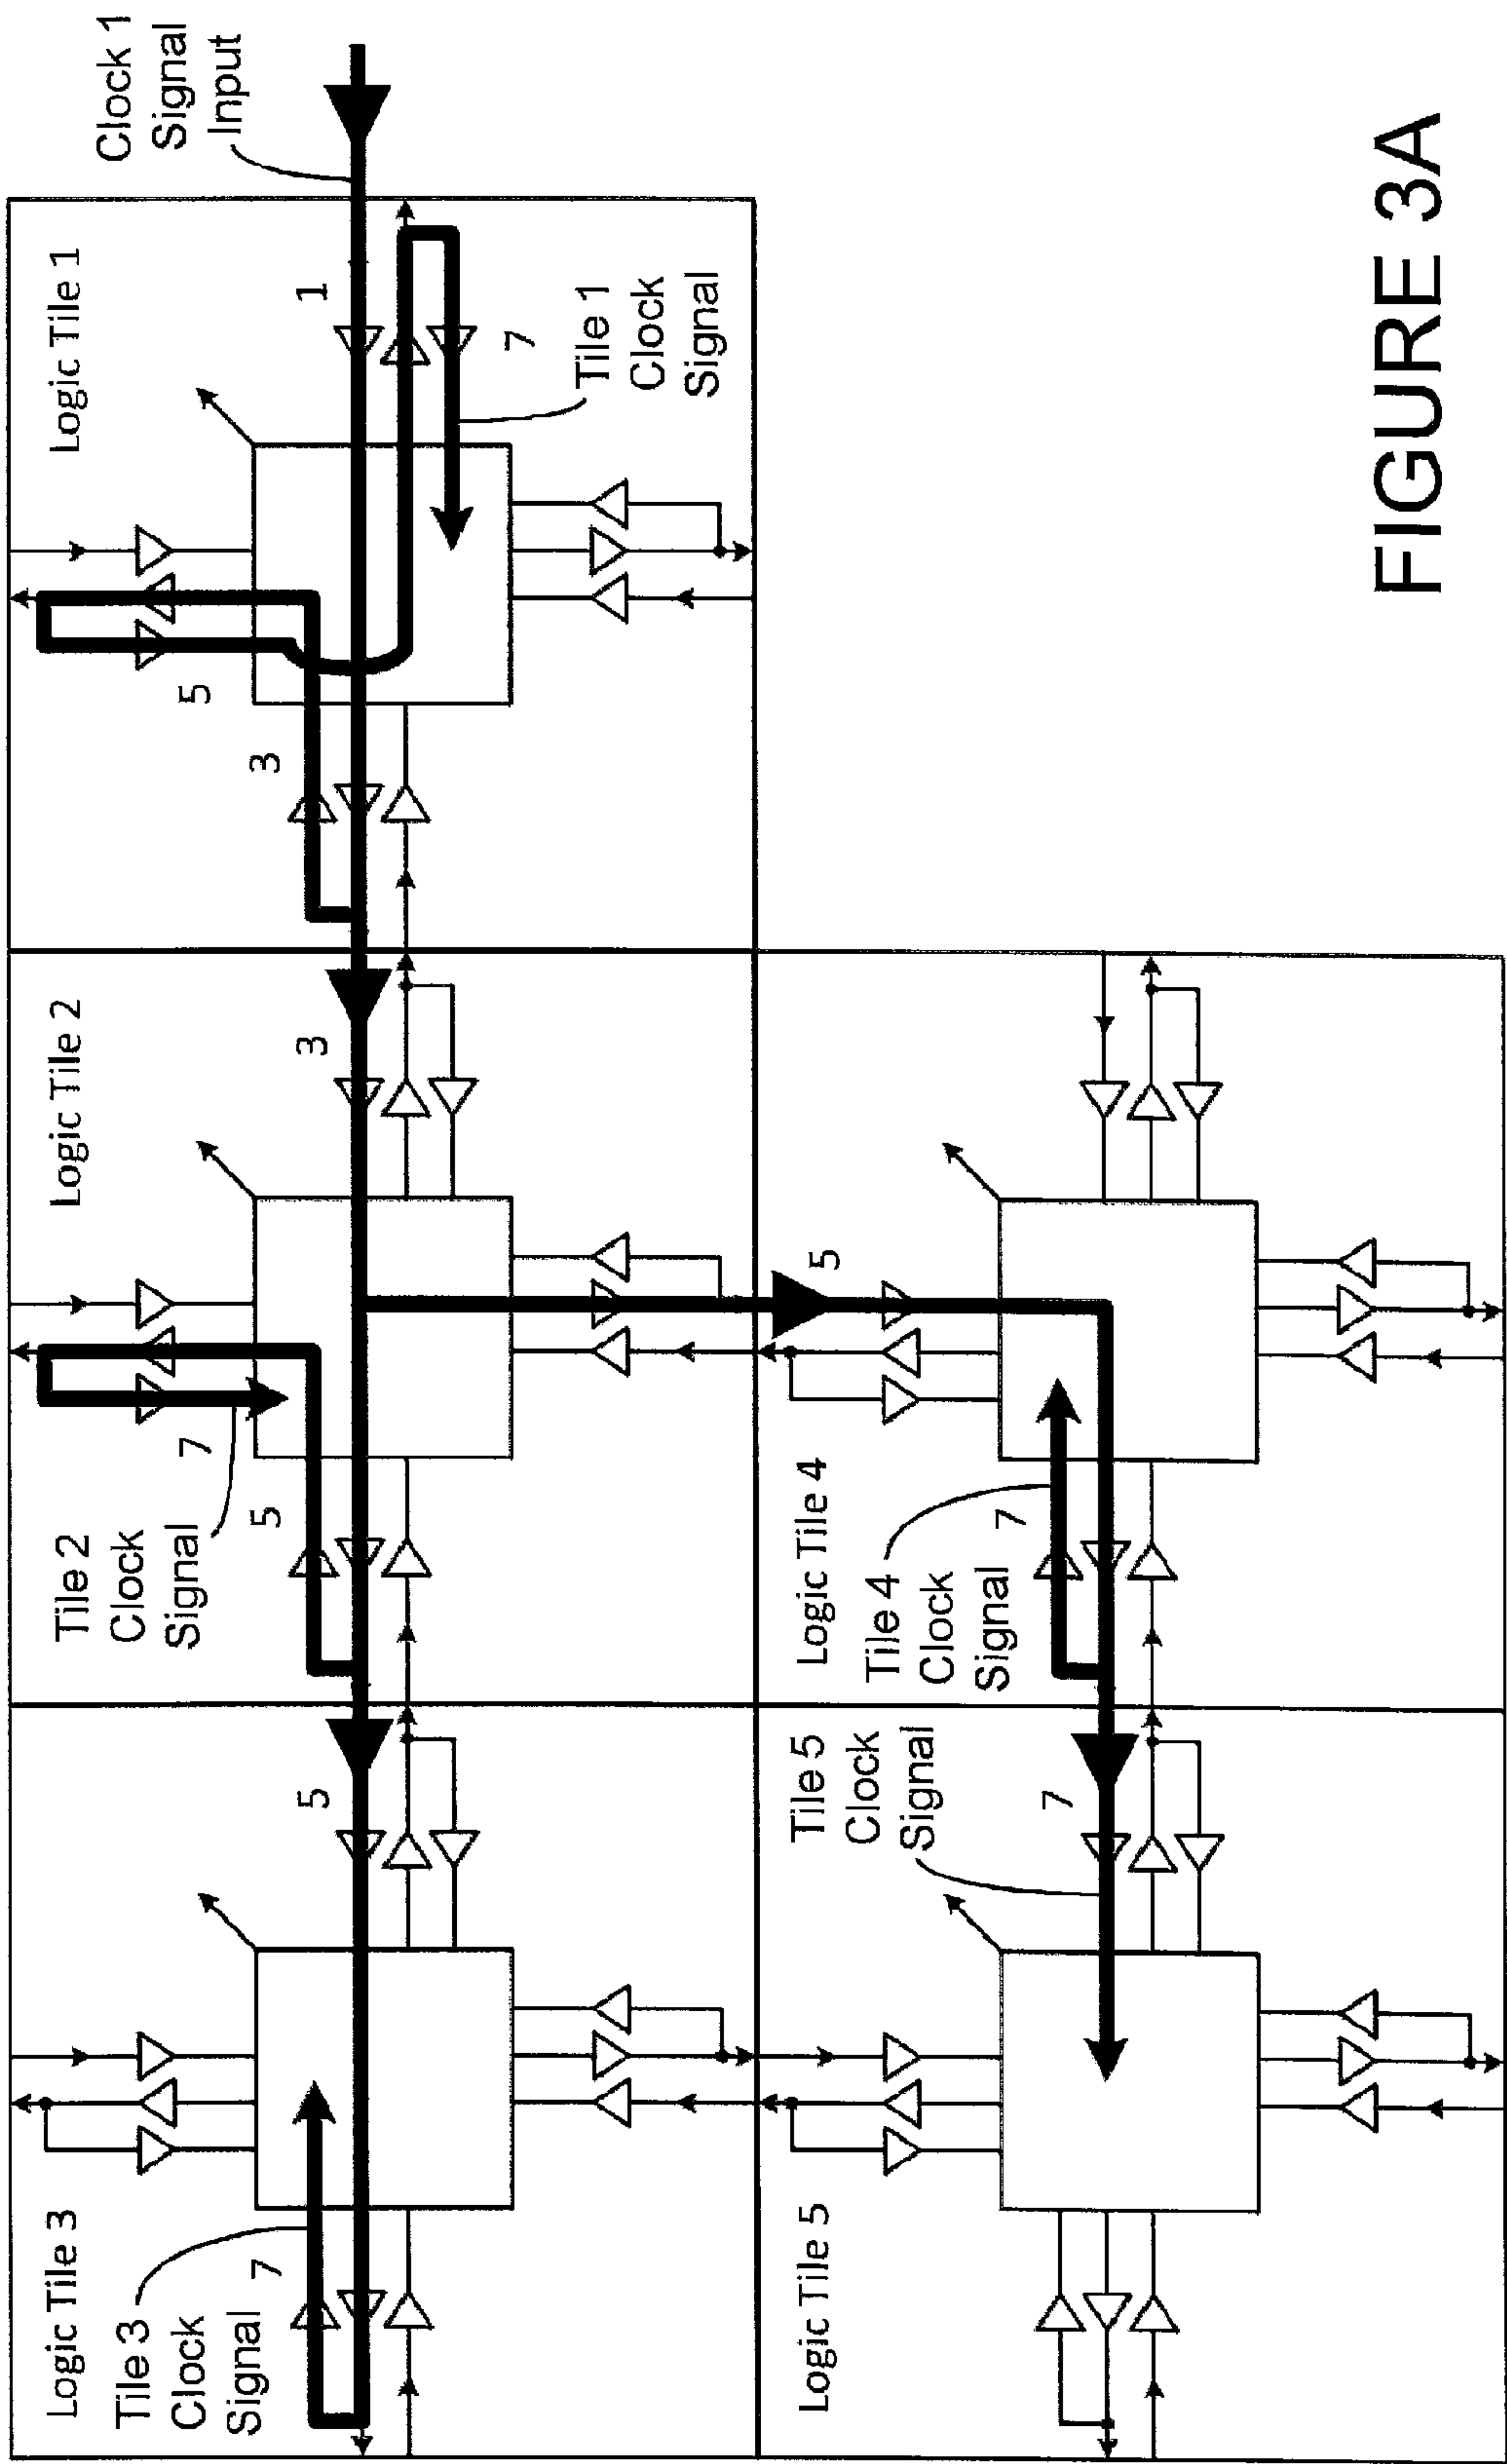 Logic Tile 3
Tile 3
Clock
Signal
7
5
Tile 2
Clock
Signal
Logic Tile 2
7
5
3
Logic Tile 1
5
3
1
7
Tile 1
Clock
Signal
Clock 1
Signal
Input
Logic Tile 5
Tile 5
Clock
Signal
7
Logic Tile 4
Tile 4
Clock
Signal
7
5
FIGURE 3A